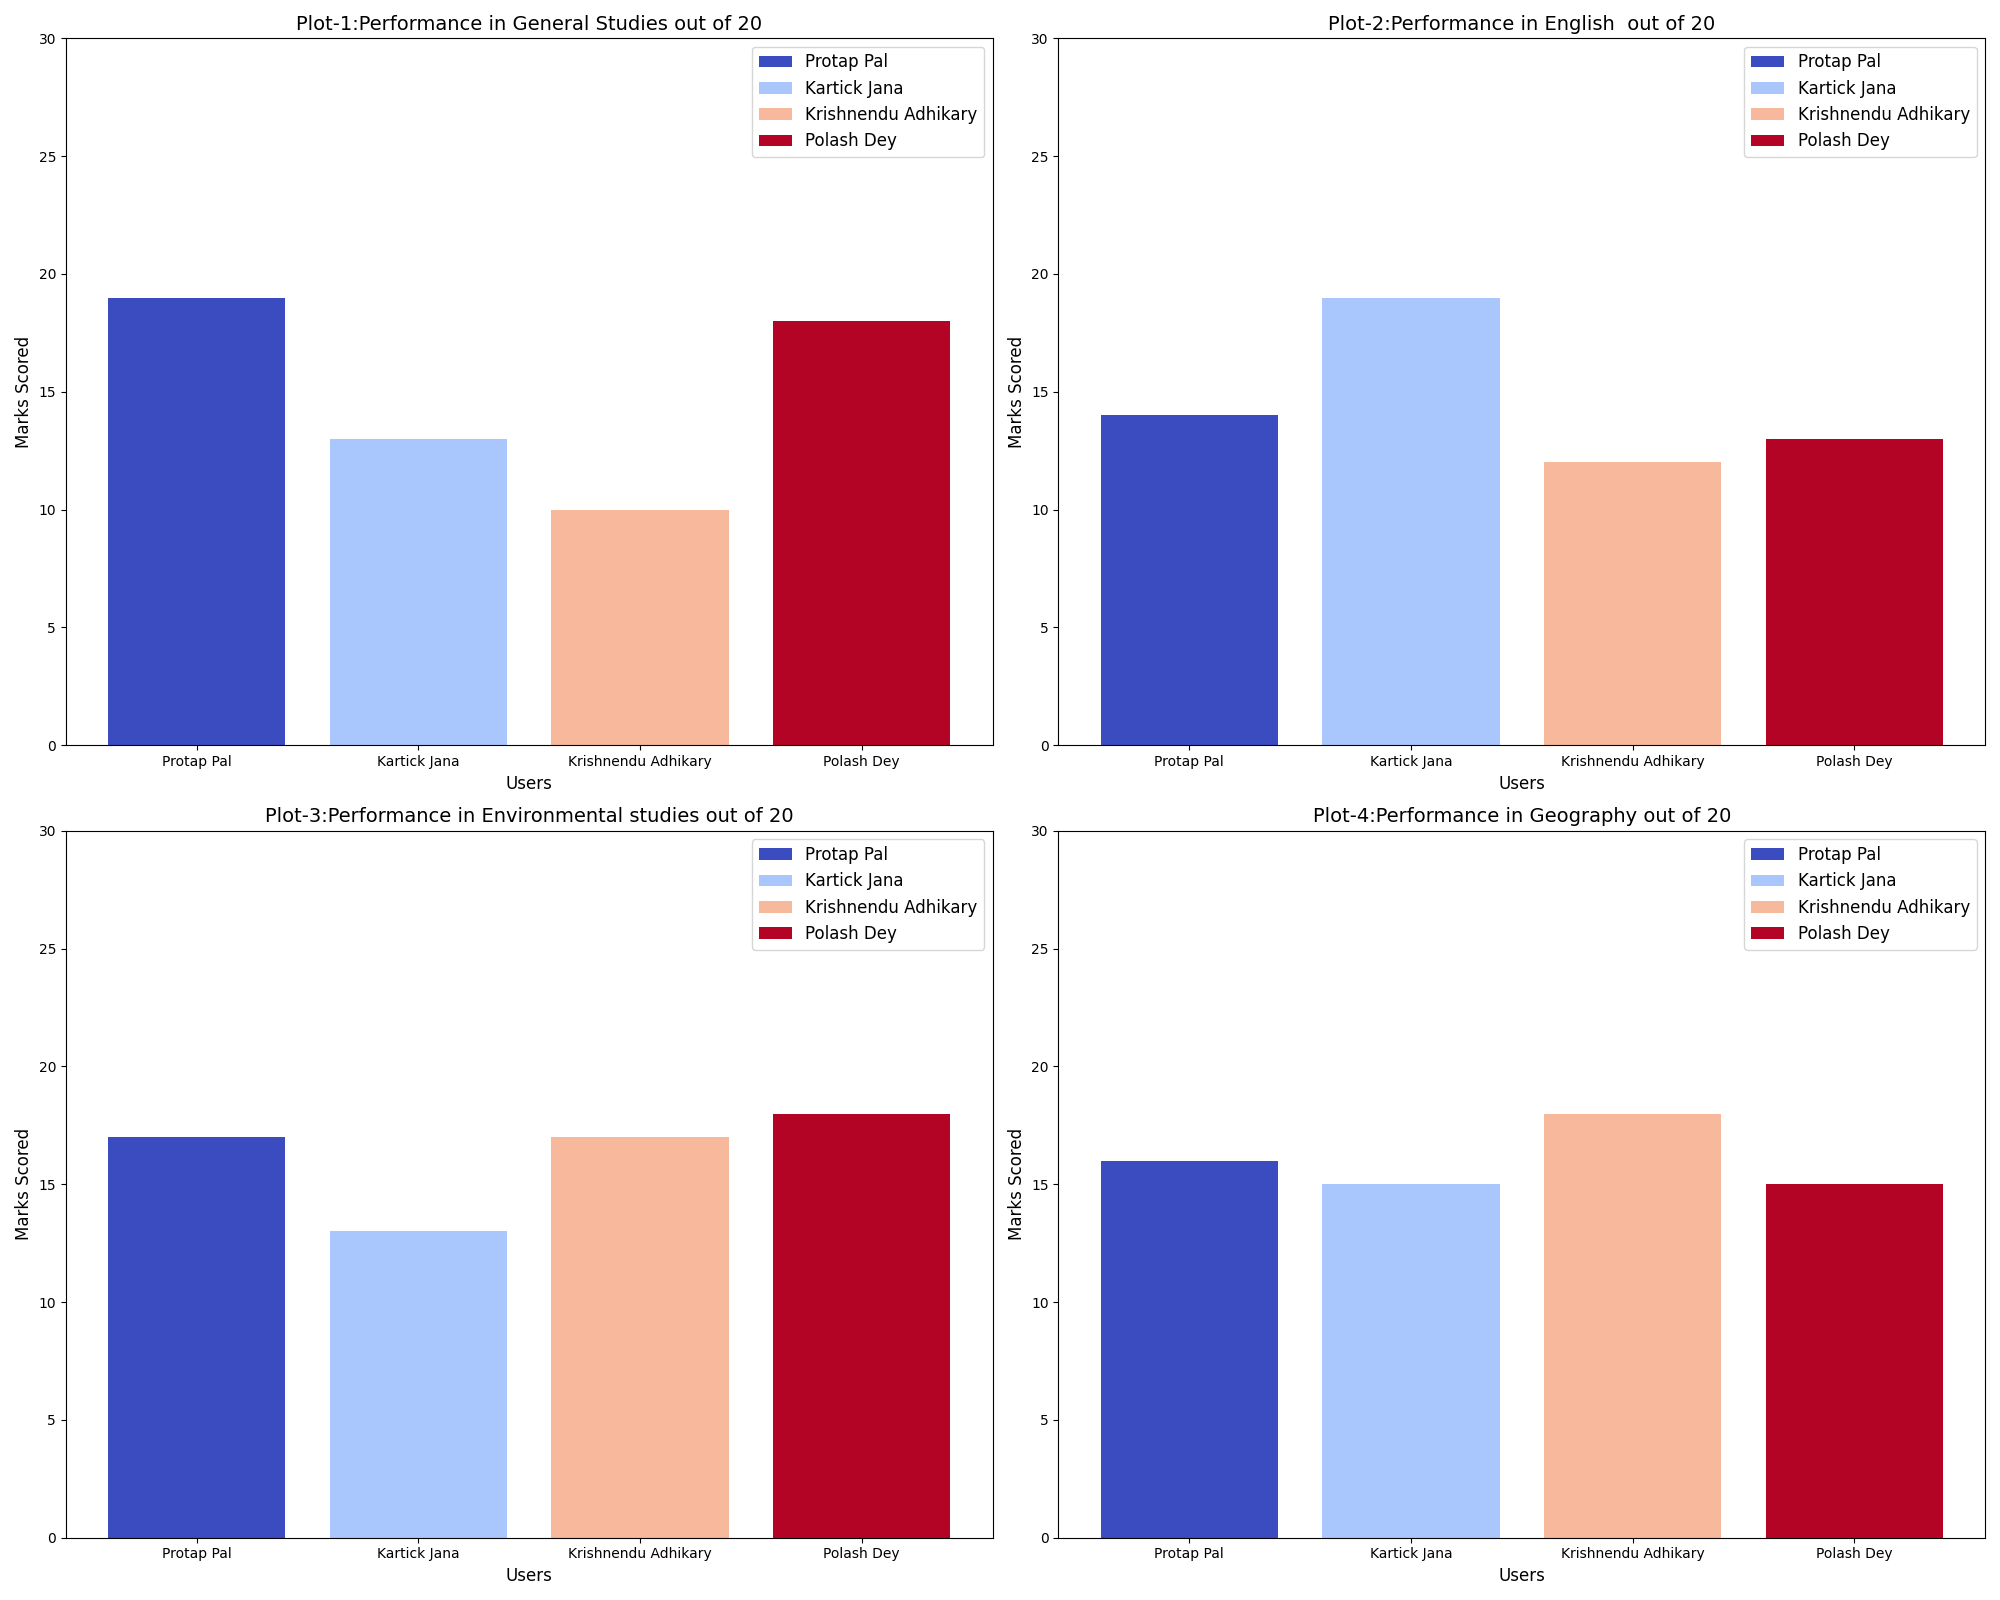 Plot-1:Performance in General Studies out of 20
30
25
20
15
10
5
0
Marks Scored
Protap Pal
Kartick Jana
Krishnendu Adhikary
Polash Dey
Protap Pal Kartick Jana Krishnendu Adhikary Polash Dey
Users
Plot-2:Performance in English  out of 20
30
25
20
15
10
5
0
Marks Scored
Protap Pal
Kartick Jana
Krishnendu Adhikary
Polash Dey
Protap Pal Kartick Jana Krishnendu Adhikary Polash Dey
Users
Plot-3:Performance in Environmental studies out of 20
30
25
20
15
10
5
0
Marks Scored
Protap Pal
Kartick Jana
Krishnendu Adhikary
Polash Dey
Protap Pal Kartick Jana Krishnendu Adhikary Polash Dey
Users
Plot-4:Performance in Geography out of 20
30
25
20
15
10
5
0
Marks Scored
Protap Pal
Kartick Jana
Krishnendu Adhikary
Polash Dey
Protap Pal Kartick Jana Krishnendu Adhikary Polash Dey
Users